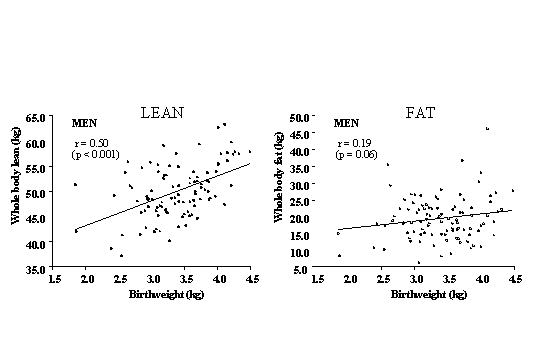 LEAN
MEN
r = 0.50
(p < 0.001)
Whole body lean (kg)
65.0
60.0
55.0
50.0
45.0
40.0
35.0
1.5 2.0 2.5 3.0 3.5 4.0 4.5
Birthweight (kg)
FAT
MEN
r = 0.19
(p = 0.06)
Whole body fat (kg)
50.0
45.0
40.0
35.0
30.0
25.0
20.0
15.0
10.0
5.0
1.5 2.0 2.5 3.0 3.5 4.0 4.5
Birthweight (kg)